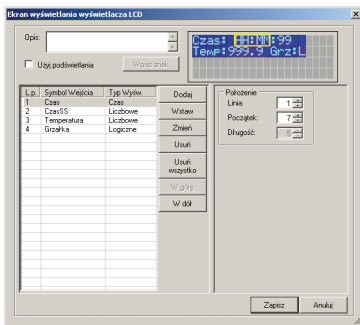 Ekran wyświetlania wyświetlacza LCD
Opis:
Użyj podświetlania
Wpisz znak
Czas: HH:MM:99
Temp:999.9 Grz:L
L.p. Symbol Wejścia Typ Wyśw.
1 Czas Czas
2 CzasSS Liczbowe
3 Temperatura Liczbowe
4 Grzałka Logiczne
Dodaj
Wstaw
Zmień
Usuń
Usuń wszystko
W górę
W dół
Położenie
Linia: 1
Początek: 7
Długość: 5
Zapisz
Anuluj